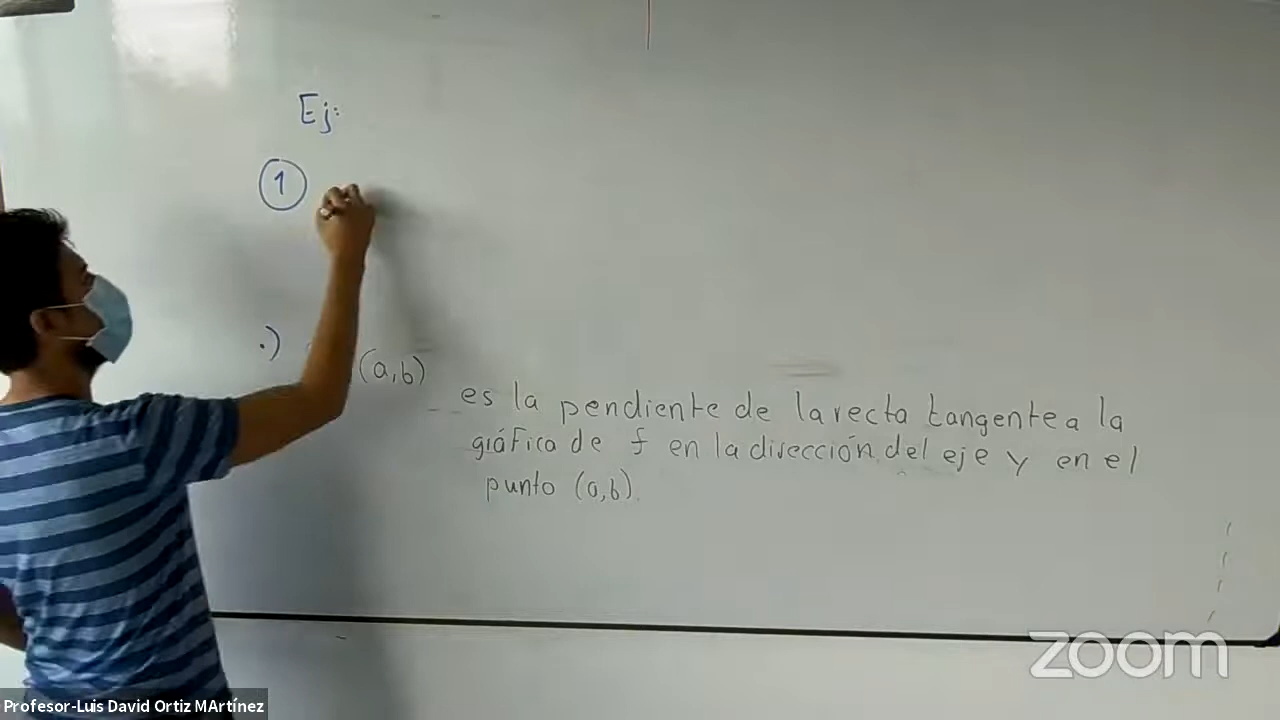 Ej:
1
.) (a,b)
es la pendiente de la recta tangente a la
gráfica de f en la dirección del eje y en el
punto (a,b).
zoom
Profesor-Luis David Ortiz MArtínez